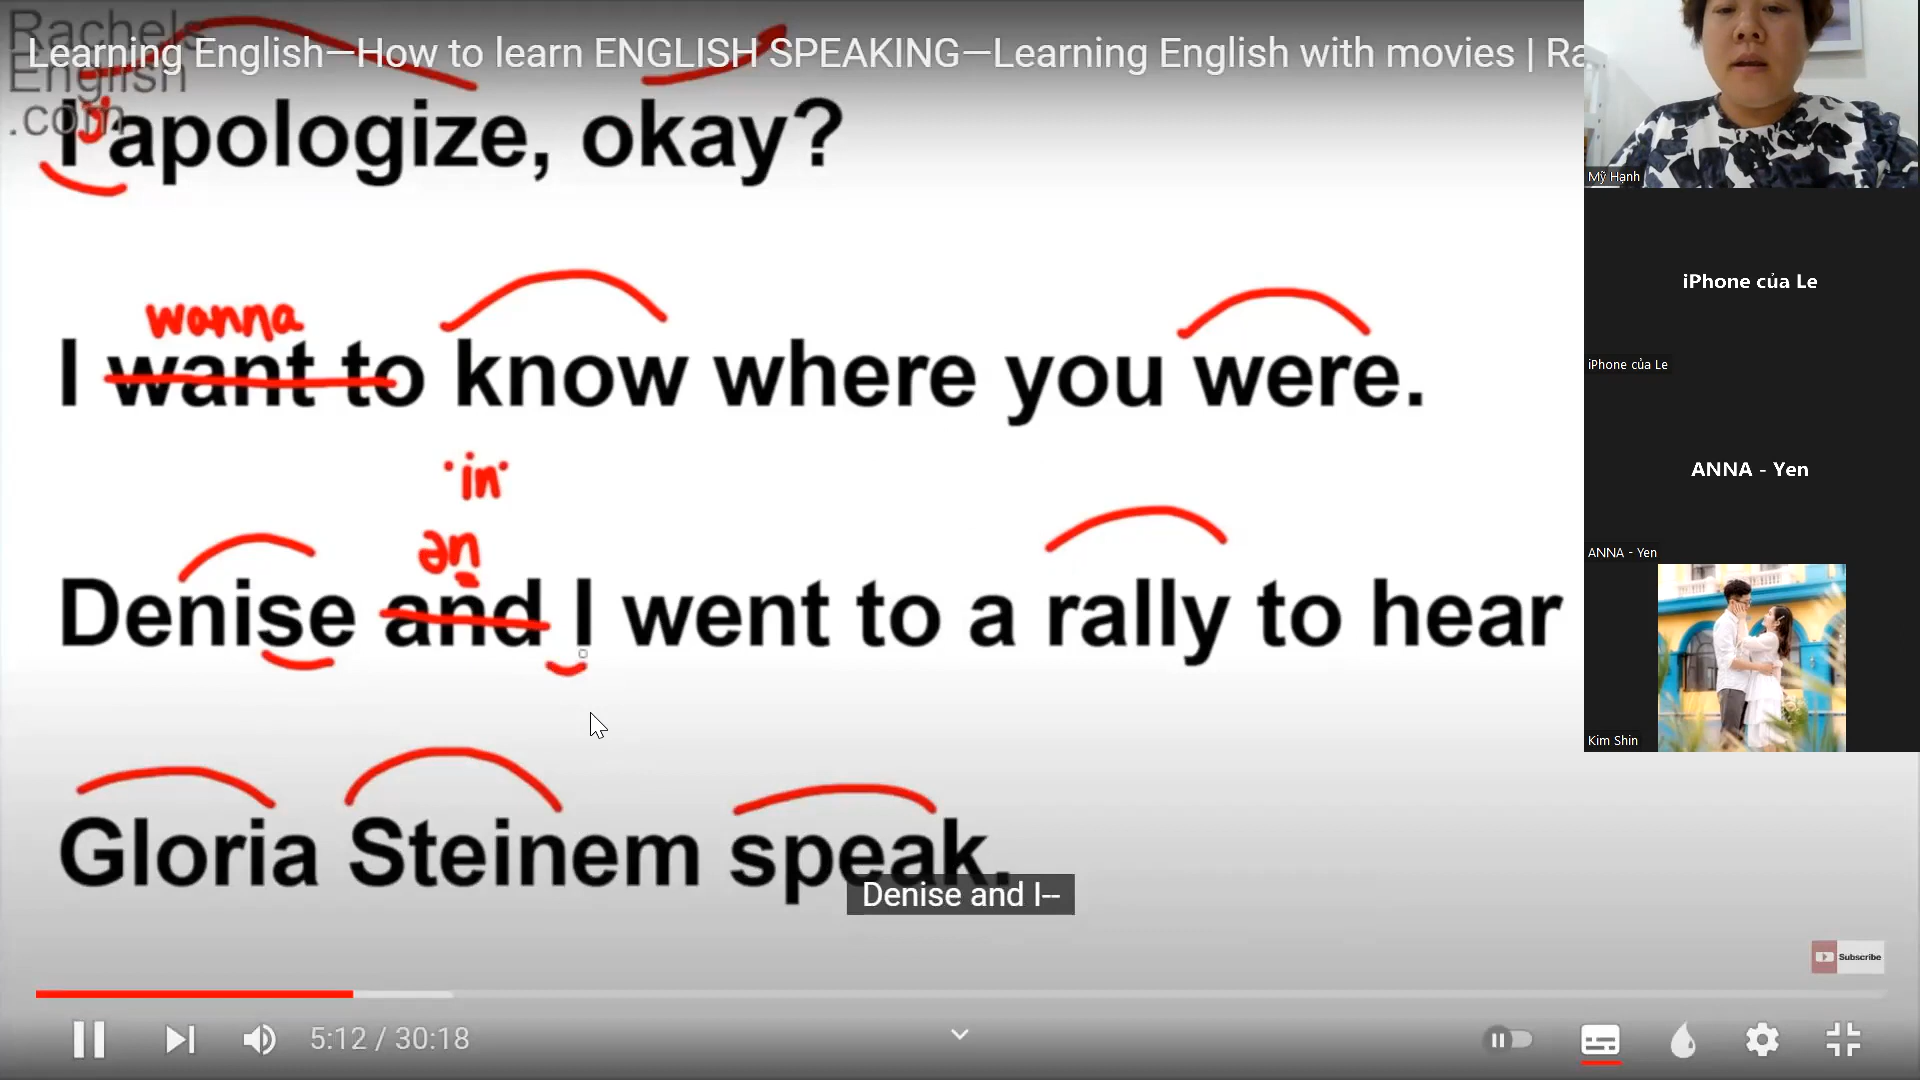 Rachel's
English
.com
Learning English—How to learn ENGLISH SPEAKING—Learning English with movies | Ra
I apologize, okay?
wanna
I want to know where you were.
in
ən
Denise and I went to a rally to hear
Gloria Steinem speak.
Denise and I--
Subscribe
5:12 / 30:18
Mỹ Hạnh
iPhone của Le
iPhone của Le
ANNA - Yen
ANNA - Yen
Kim Shin